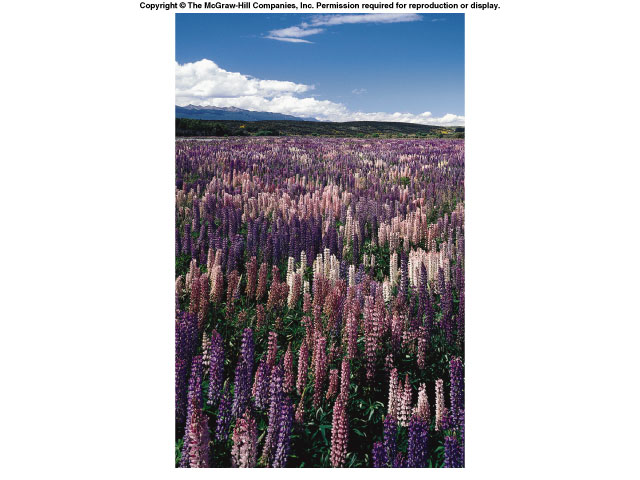 Copyright © The McGraw-Hill Companies, Inc. Permission required for reproduction or display.